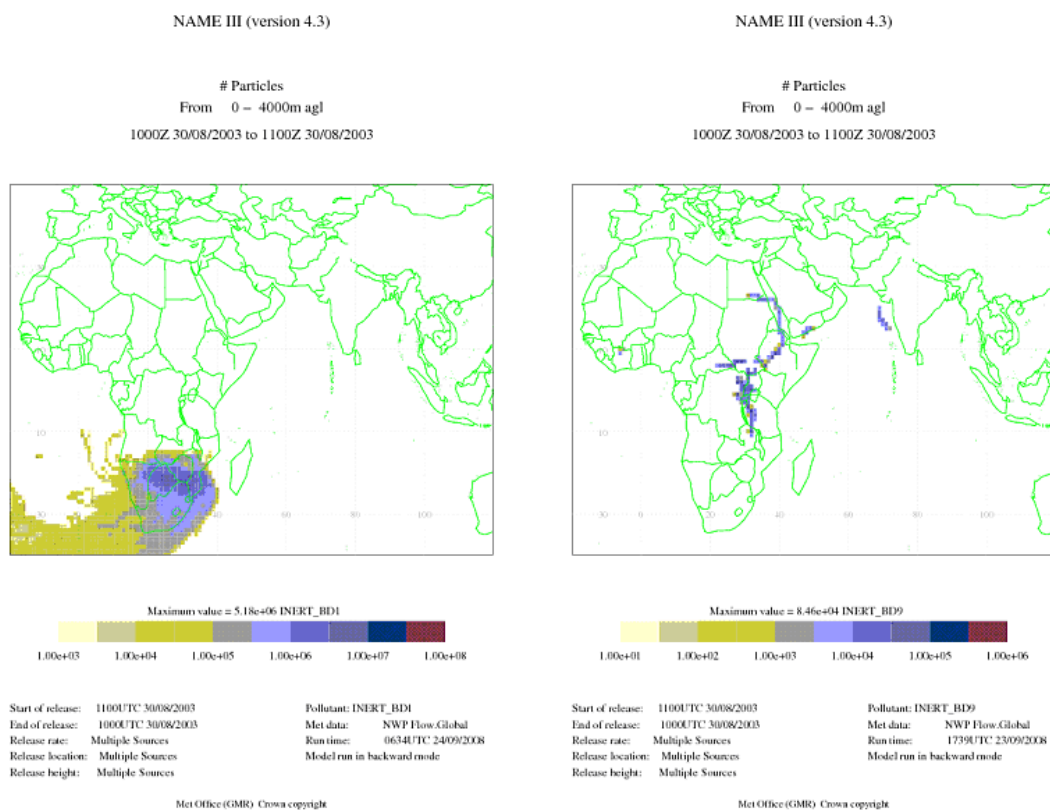 NAME III (version 4.3)
# Particles
From 0 - 4000m agl
1000Z 30/08/2003 to 1100Z 30/08/2003
Maximum value = 5.18e+06 INERT_BD1
1.00e+03 1.00e+04 1.00e+05 1.00e+06 1.00e+07 1.00e+08
Start of release: 1100UTC 30/08/2003 Pollutant: INERT_BD1
End of release: 1000UTC 30/08/2003 Met data: NWP Flow.Global
Release rate: Multiple Sources Run time: 0634UTC 24/09/2008
Release location: Multiple Sources Model run in backward mode
Release height: Multiple Sources
Met Office (GMR) Crown copyright
NAME III (version 4.3)
# Particles
From 0 - 4000m agl
1000Z 30/08/2003 to 1100Z 30/08/2003
-30 0 20 40 60 80 100
Maximum value = 8.46e+04 INERT_BD9
1.00e+01 1.00e+02 1.00e+03 1.00e+04 1.00e+05 1.00e+06
Start of release: 1100UTC 30/08/2003 Pollutant: INERT_BD9
End of release: 1000UTC 30/08/2003 Met data: NWP Flow.Global
Release rate: Multiple Sources Run time: 1739UTC 23/09/2008
Release location: Multiple Sources Model run in backward mode
Release height: Multiple Sources
Met Office (GMR) Crown copyright